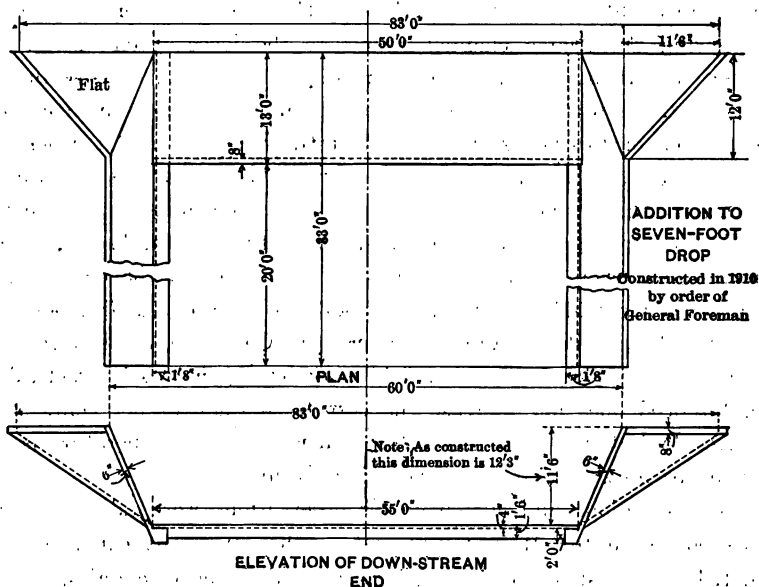 83'0"
50'0"
11'6"
Flat
13'0"
12'0"
8"
33'0"
20'0"
ADDITION TO
SEVEN-FOOT
DROP
Constructed in 1910
by order of
General Foreman
1'8"
PLAN
1'8"
60'0"
83'0"
Note: As constructed
this dimension is 12'3"
11'6"
8"
6"
6"
55'0"
4"
1'6"
2'0"
ELEVATION OF DOWN-STREAM
END